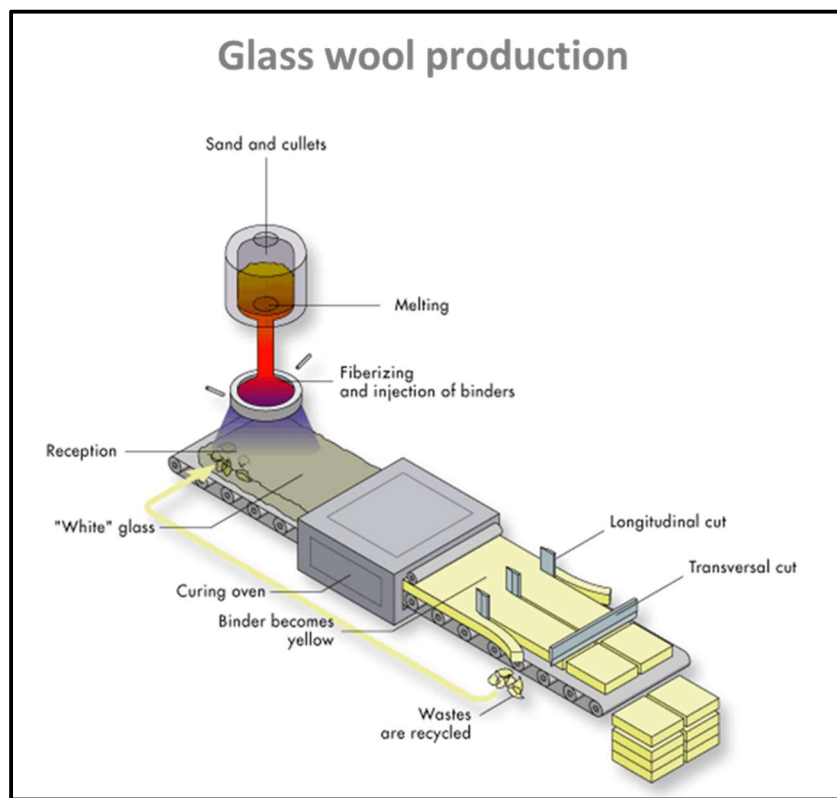 Glass wool production
Sand and cullets
Melting
Fiberizing
and injection of binders
Reception
"White" glass
Longitudinal cut
Transversal cut
Curing oven
Binder becomes
yellow
Wastes
are recycled